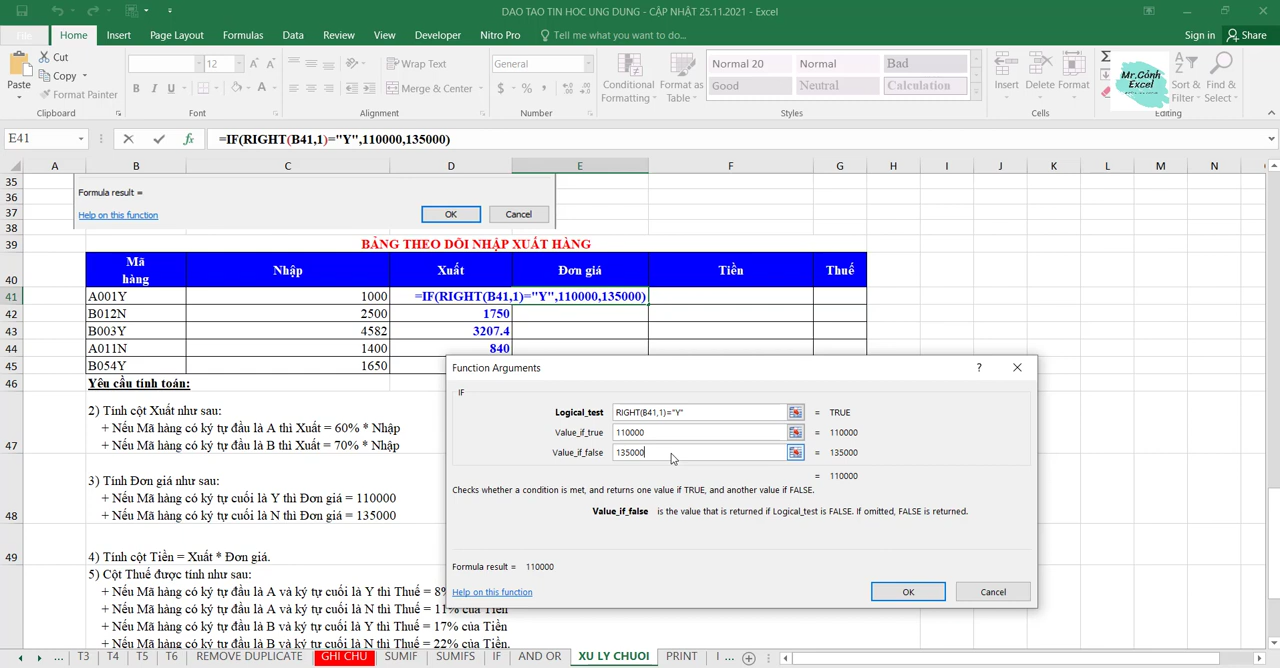 DAO TAO TIN HOC UNG DUNG - CẬP NHẬT 25.11.2021 - Excel
File Home Insert Page Layout Formulas Data Review View Developer Nitro Pro Tell me what you want to do... Sign in Share
Paste
Cut
Copy
Format Painter
12
B I U
Wrap Text
Merge & Center
General
Conditional Formatting
Format as Table
Normal 20 Normal Bad
Good Neutral Calculation
Insert Delete Format
Mr.Cảnh
Excel
Sort & Filter
Find & Select
Clipboard Font Alignment Number Styles Cells Editing
E41 fx =IF(RIGHT(B41,1)="Y",110000,135000)
A B C D E F G H I J K L M N
35
36
37
38
Formula result =
Help on this function
OK Cancel
39 BẢNG THEO DÕI NHẬP XUẤT HÀNG
40 Mã hàng Nhập Xuất Đơn giá Tiền Thuế
41 A001Y 1000 =IF(RIGHT(B41,1)="Y",110000,135000)
42 B012N 2500 1750
43 B003Y 4582 3207.4
44 A011N 1400 840
45 B054Y 1650
46 Yêu cầu tính toán:
2) Tính cột Xuất như sau:
+ Nếu Mã hàng có ký tự đầu là A thì Xuất = 60% * Nhập
47 + Nếu Mã hàng có ký tự đầu là B thì Xuất = 70% * Nhập
3) Tính Đơn giá như sau:
+ Nếu Mã hàng có ký tự cuối là Y thì Đơn giá = 110000
48 + Nếu Mã hàng có ký tự cuối là N thì Đơn giá = 135000
49 4) Tính cột Tiền = Xuất * Đơn giá.
5) Cột Thuế được tính như sau:
+ Nếu Mã hàng có ký tự đầu là A và ký tự cuối là Y thì Thuế = 8%
+ Nếu Mã hàng có ký tự đầu là A và ký tự cuối là N thì Thuế = 11% của Tiền
+ Nếu Mã hàng có ký tự đầu là B và ký tự cuối là Y thì Thuế = 17% của Tiền
+ Nếu Mã hàng có ký tự đầu là B và ký tự cuối là N thì Thuế = 22% của Tiền.
Function Arguments ?
IF
Logical_test RIGHT(B41,1)="Y" = TRUE
Value_if_true 110000 = 110000
Value_if_false 135000 = 135000
= 110000
Checks whether a condition is met, and returns one value if TRUE, and another value if FALSE.
Value_if_false is the value that is returned if Logical_test is FALSE. If omitted, FALSE is returned.
Formula result = 110000
Help on this function
OK Cancel
... T3 T4 T5 T6 REMOVE DUPLICATE GHI CHU SUMIF SUMIFS IF AND OR XU LY CHUOI PRINT I ...